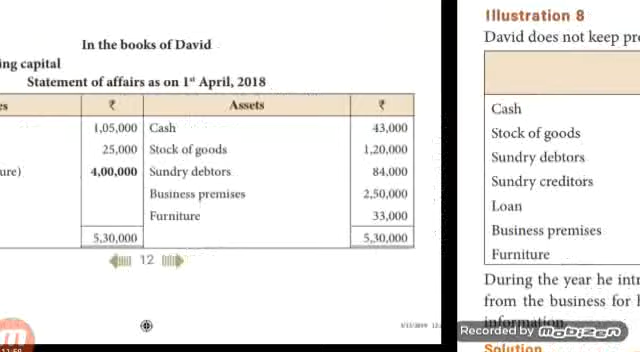 In the books of David
ing capital
Statement of affairs as on 1st April, 2018
es ₹ Assets ₹
1,05,000 Cash 43,000
25,000 Stock of goods 1,20,000
ure) 4,00,000 Sundry debtors 84,000
Business premises 2,50,000
Furniture 33,000
5,30,000 5,30,000
12
Illustration 8
David does not keep pr
Cash
Stock of goods
Sundry debtors
Sundry creditors
Loan
Business premises
Furniture
During the year he intr
from the business for h
information.
Solution
Recorded by mobizen
11:59